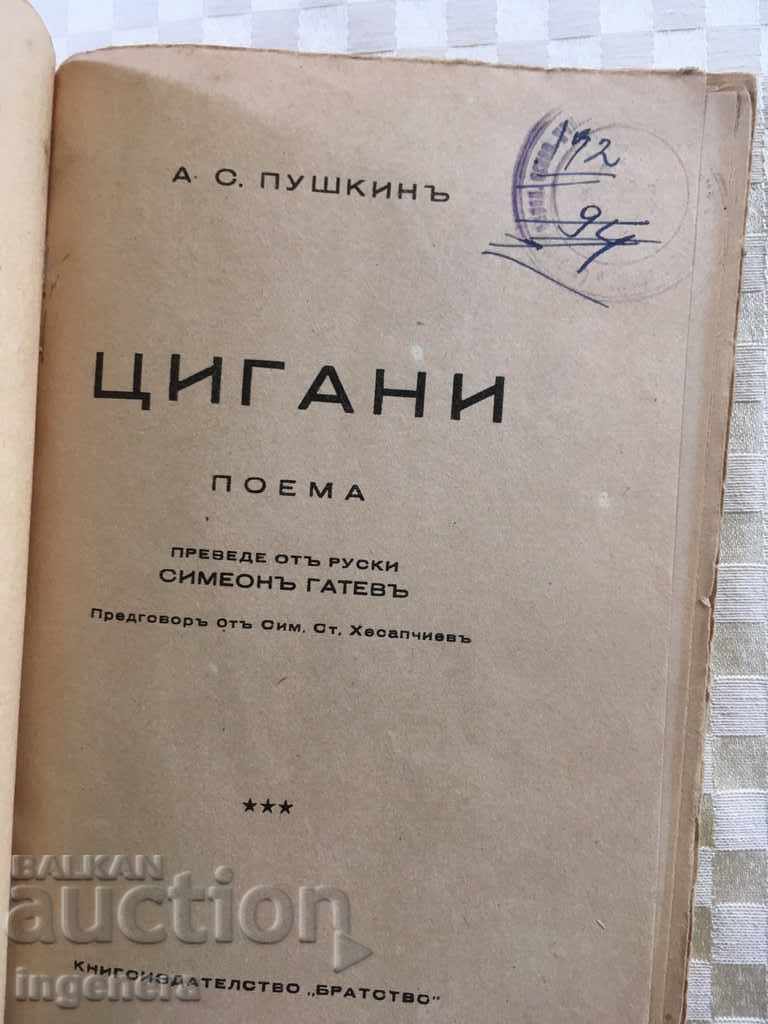 А. С. ПУШКИНЪ
192
94
ЦИГАНИ
ПОЕМА
ПРЕВЕДЕ ОТЪ РУСКИ
СИМЕОНЪ ГАТЕВЪ
Предговоръ отъ Сим. Ст. Хесапчиевъ
***
BALKAN
auction
ingenera
КНИГОИЗДАТЕЛСТВО „БРАТСТВО“